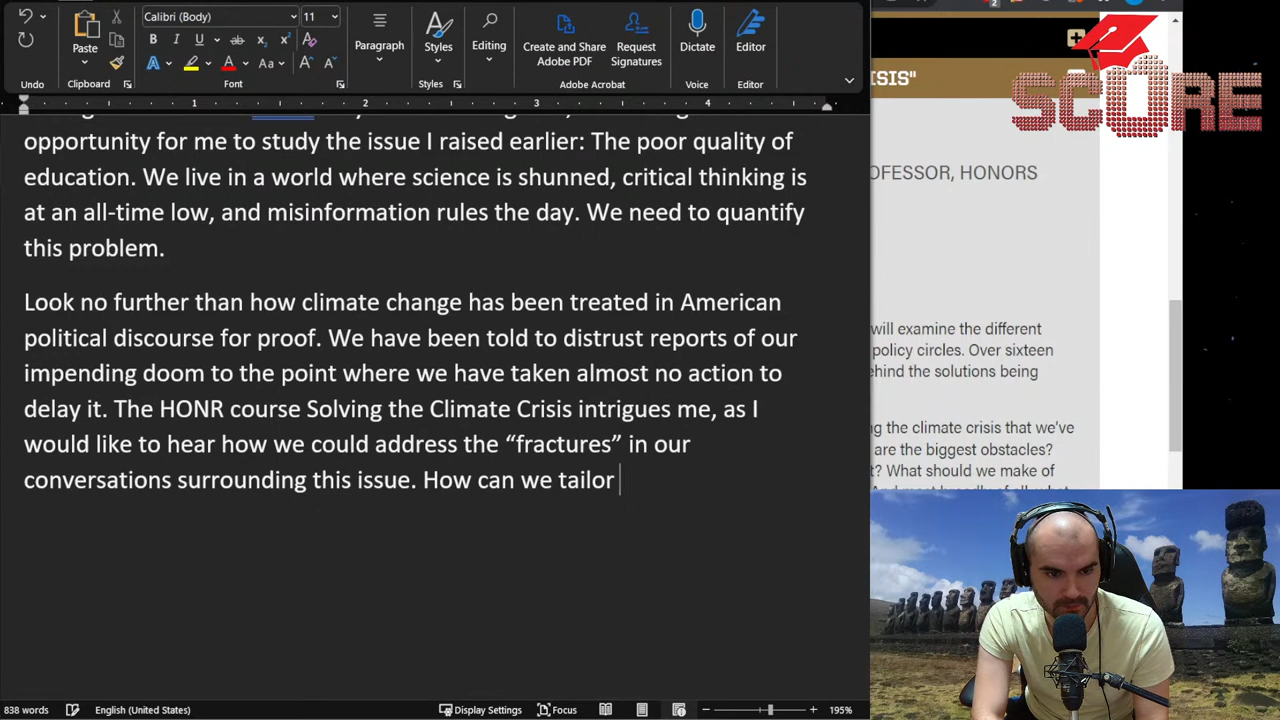 Calibri (Body) 11
Paste
Paragraph
Styles
Editing
Create and Share
Adobe PDF
Request
Signatures
Dictate
Editor
Undo
Clipboard
Font
Styles
Adobe Acrobat
Voice
Editor
1 2 3 4
opportunity for me to study the issue I raised earlier: The poor quality of
education. We live in a world where science is shunned, critical thinking is
at an all-time low, and misinformation rules the day. We need to quantify
this problem.
Look no further than how climate change has been treated in American
political discourse for proof. We have been told to distrust reports of our
impending doom to the point where we have taken almost no action to
delay it. The HONR course Solving the Climate Crisis intrigues me, as I
would like to hear how we could address the “fractures” in our
conversations surrounding this issue. How can we tailor
838 words
English (United States)
Display Settings
Focus
195%
2
ISIS"
SCORE
OFESSOR, HONORS
will examine the different
policy circles. Over sixteen
ehind the solutions being
ng the climate crisis that we've
are the biggest obstacles?
t? What should we make of